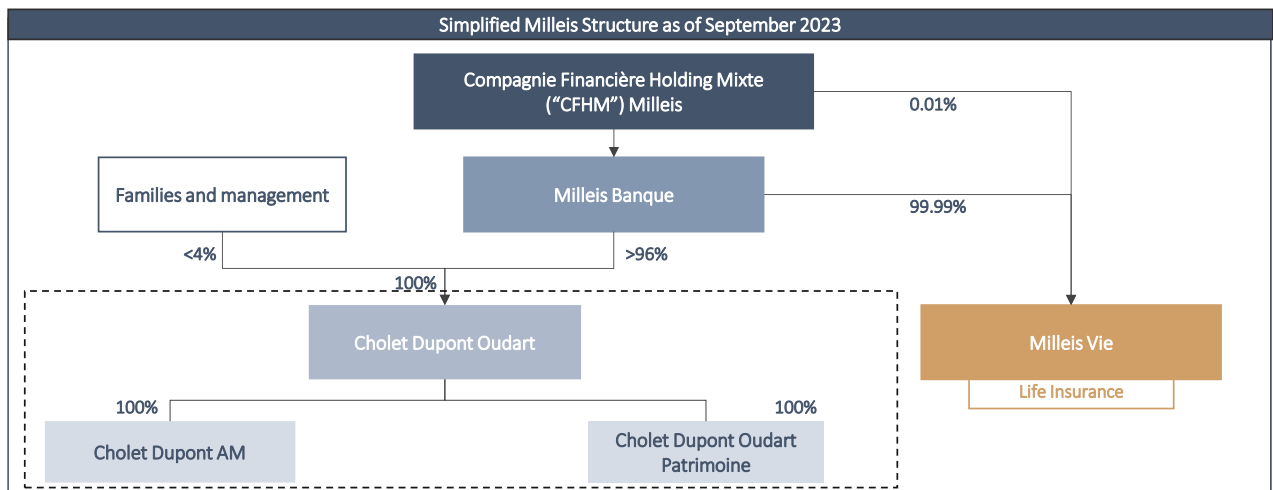 Simplified Milleis Structure as of September 2023
Compagnie Financière Holding Mixte
(“CFHM”) Milleis
0.01%
Families and management
Milleis Banque
99.99%
<4%
>96%
100%
Cholet Dupont Oudart
Milleis Vie
Life Insurance
100%
100%
Cholet Dupont AM
Cholet Dupont Oudart
Patrimoine